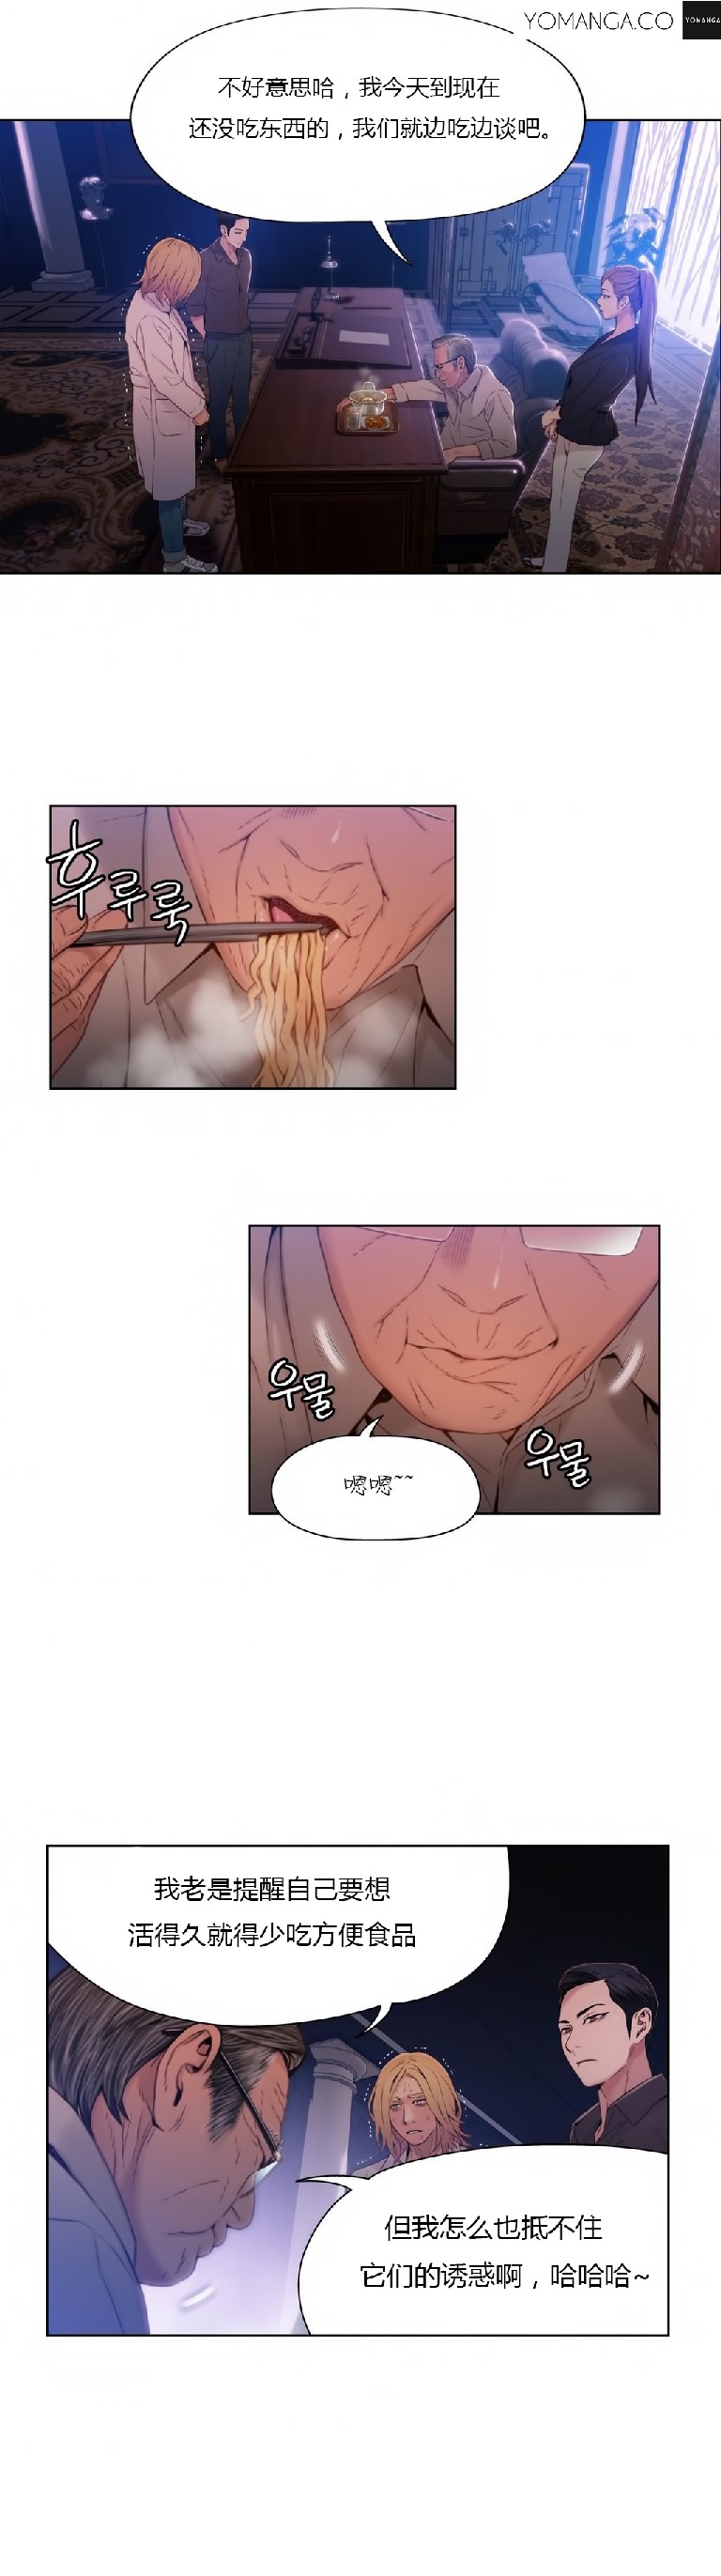 YOMANGA.CO
YOMANGA
不好意思哈，我今天到现在
还没吃东西的，我们就边吃边谈吧。
후루룩
우물
우물
嗯嗯~~
我老是提醒自己要想
活得久就得少吃方便食品
但我怎么也抵不住
它们的诱惑啊，哈哈哈~